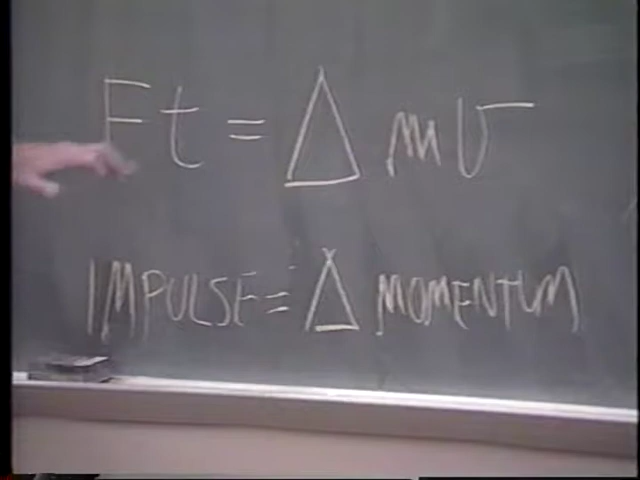 Ft = Δ mv
IMPULSE = Δ MOMENTUM